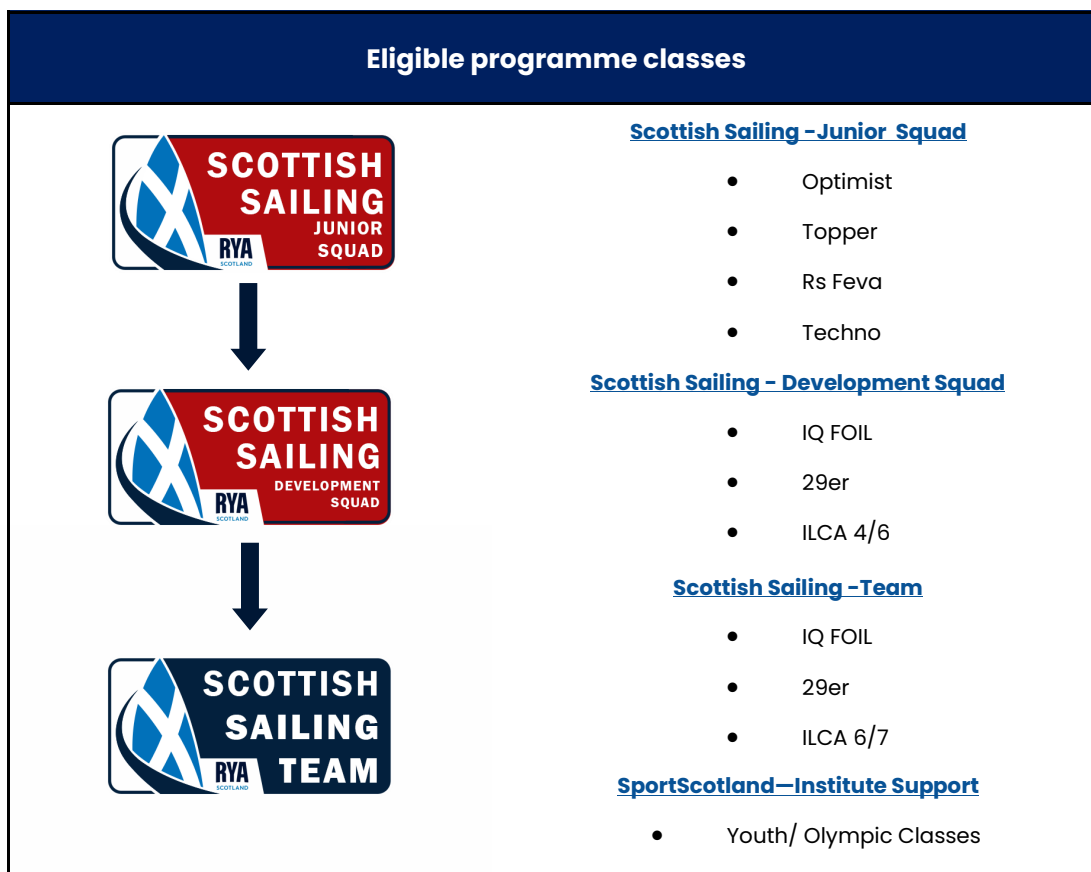 Eligible programme classes
SCOTTISH
SAILING
JUNIOR
SQUAD
RYA
SCOTLAND
Scottish Sailing -Junior Squad
• Optimist
• Topper
• Rs Feva
• Techno
SCOTTISH
SAILING
DEVELOPMENT
SQUAD
RYA
SCOTLAND
Scottish Sailing - Development Squad
• IQ FOIL
• 29er
• ILCA 4/6
SCOTTISH
SAILING
TEAM
RYA
SCOTLAND
Scottish Sailing -Team
• IQ FOIL
• 29er
• ILCA 6/7
SportScotland—Institute Support
• Youth/ Olympic Classes